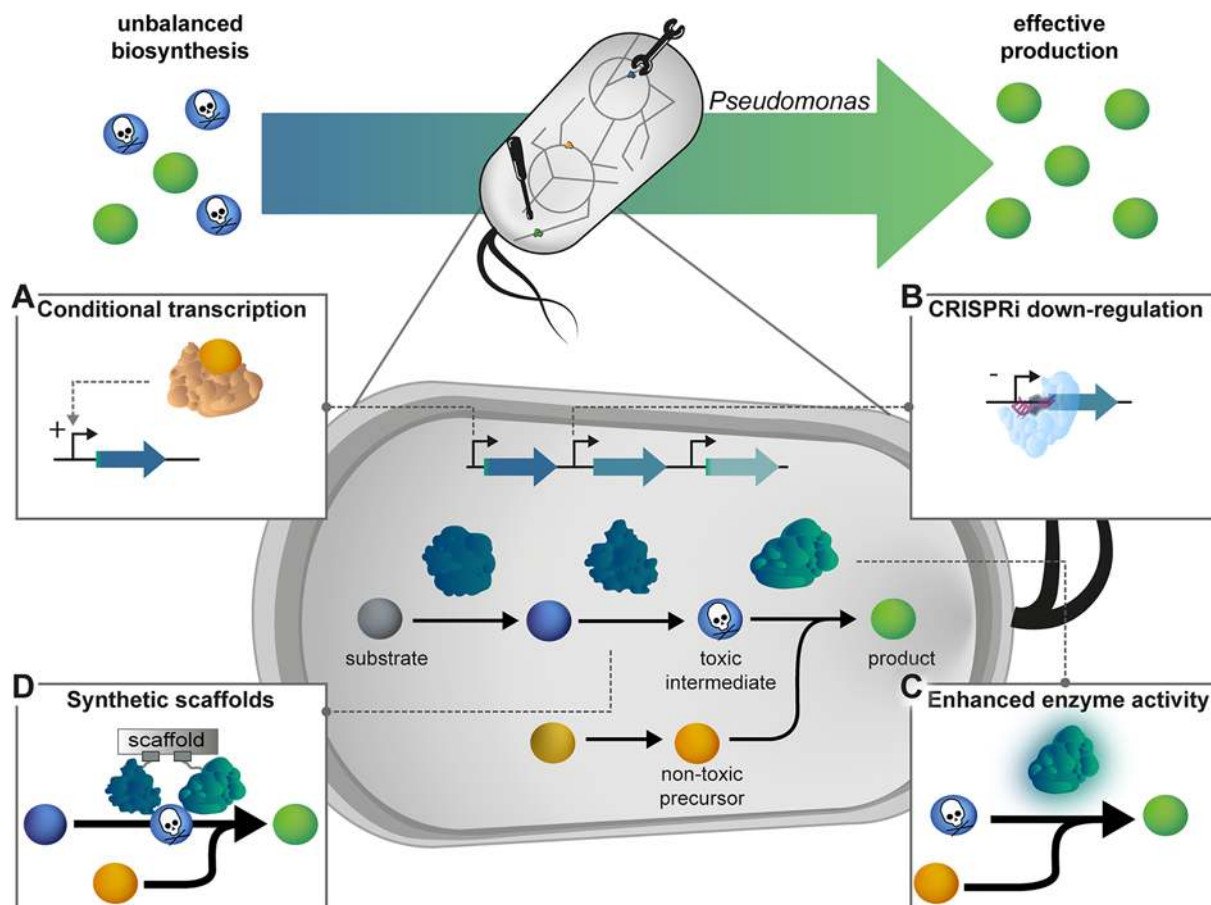 unbalanced
biosynthesis
effective
production
Pseudomonas
A
Conditional transcription
+
B
CRISPRi down-regulation
-
substrate
toxic
intermediate
product
non-toxic
precursor
D
Synthetic scaffolds
scaffold
C
Enhanced enzyme activity